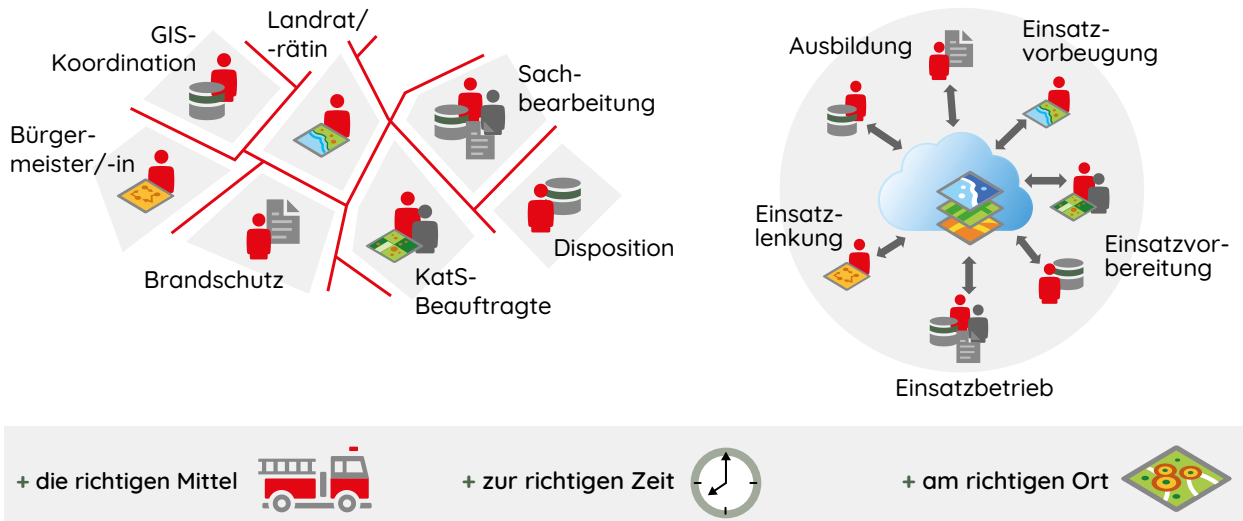 GIS-
Koordination
Landrat/
-rätin
Sach-
bearbeitung
Bürger-
meister/-in
Brandschutz
KatS-
Beauftragte
Disposition
Ausbildung
Einsatz-
vorbeugung
Einsatz-
lenkung
Einsatzvor-
bereitung
Einsatzbetrieb
+ die richtigen Mittel
+ zur richtigen Zeit
+ am richtigen Ort